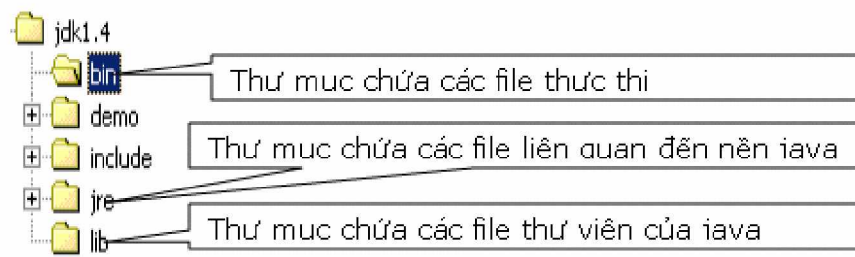 jdk1.4
bin
Thư mục chứa các file thực thi
demo
include
Thư mục chứa các file liên quan đến nền java
jre
lib
Thư mục chứa các file thư viện của java